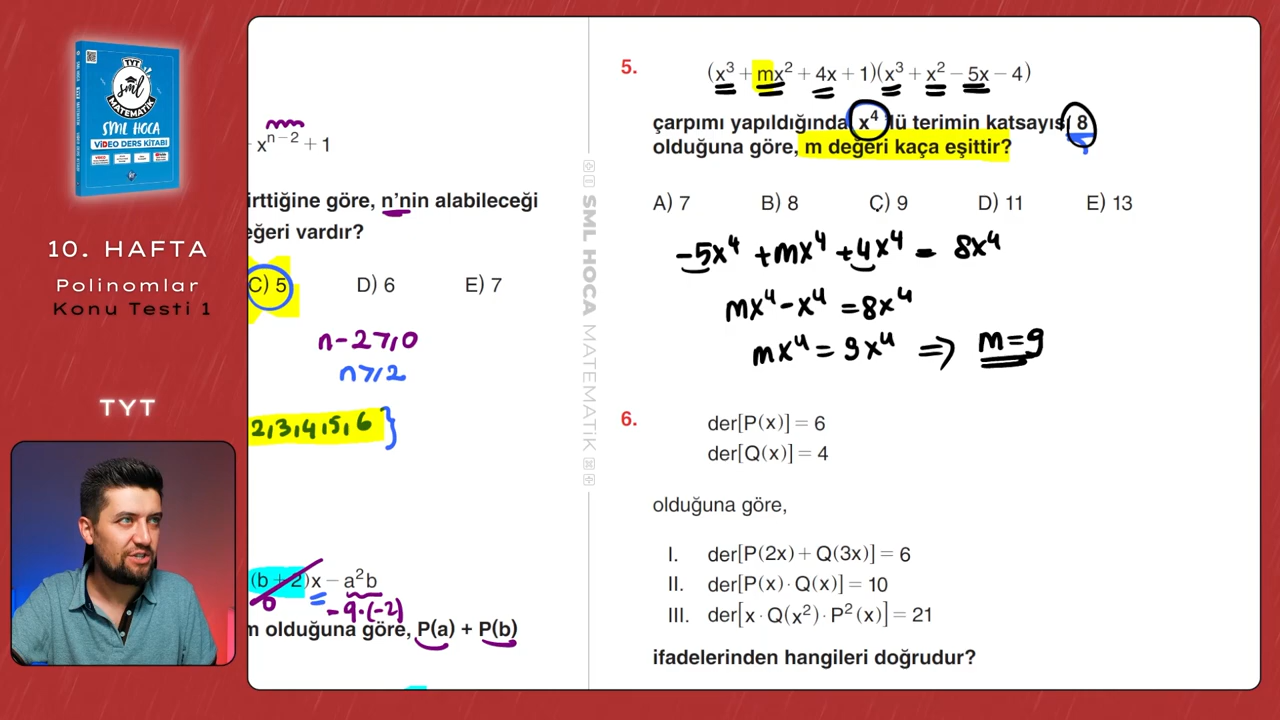 TYT
sml
MATEMATİK
SML HOCA
VİDEO DERS KİTABI
10. HAFTA
Polinomlar
Konu Testi 1
TYT
x^{n-2} + 1
irttiğine göre, n'nin alabileceği
eğeri vardır?
C) 5 D) 6 E) 7
n-2≥0
n≥2
2,3,4,5,6}
(b + 2)x - a²b
0 -9·(-2)
m olduğuna göre, P(a) + P(b)
SML HOCA MATEMATİK
5. (x³ + mx² + 4x + 1)(x³ + x² - 5x - 4)
çarpımı yapıldığında x⁴ lü terimin katsayısı 8
olduğuna göre, m değeri kaça eşittir?
A) 7 B) 8 C) 9 D) 11 E) 13
-5x⁴ + mx⁴ + 4x⁴ = 8x⁴
mx⁴ - x⁴ = 8x⁴
mx⁴ = 9x⁴ => m=9
6. der[P(x)] = 6
der[Q(x)] = 4
olduğuna göre,
I. der[P(2x) + Q(3x)] = 6
II. der[P(x) · Q(x)] = 10
III. der[x · Q(x²) · P²(x)] = 21
ifadelerinden hangileri doğrudur?